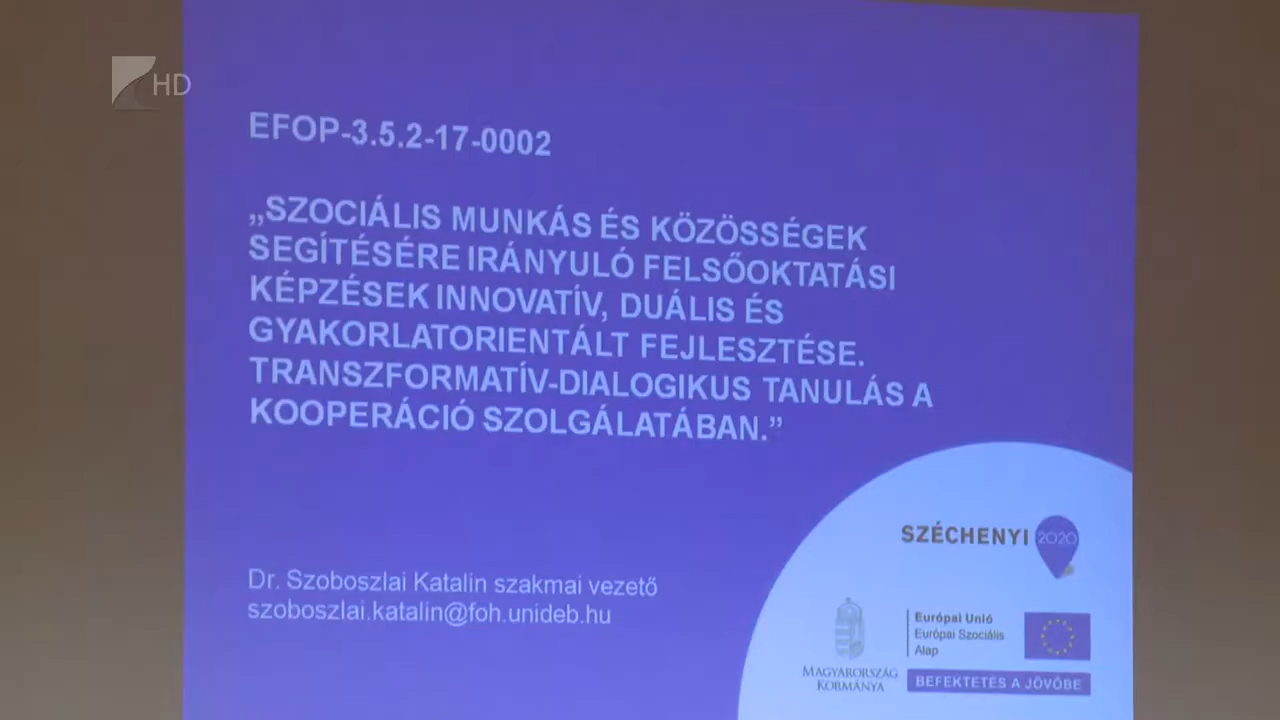 HD
EFOP-3.5.2-17-0002
„SZOCIÁLIS MUNKÁS ÉS KÖZÖSSÉGEK
SEGÍTÉSÉRE IRÁNYULÓ FELSŐOKTATÁSI
KÉPZÉSEK INNOVATÍV, DUÁLIS ÉS
GYAKORLATORIENTÁLT FEJLESZTÉSE.
TRANSZFORMATÍV-DIALOGIKUS TANULÁS A
KOOPERÁCIÓ SZOLGÁLATÁBAN.”
Dr. Szoboszlai Katalin szakmai vezető
szoboszlai.katalin@foh.unideb.hu
SZÉCHENYI 2020
MAGYARORSZÁG
KORMÁNYA
Európai Unió
Európai Szociális
Alap
BEFEKTETÉS A JÖVŐBE